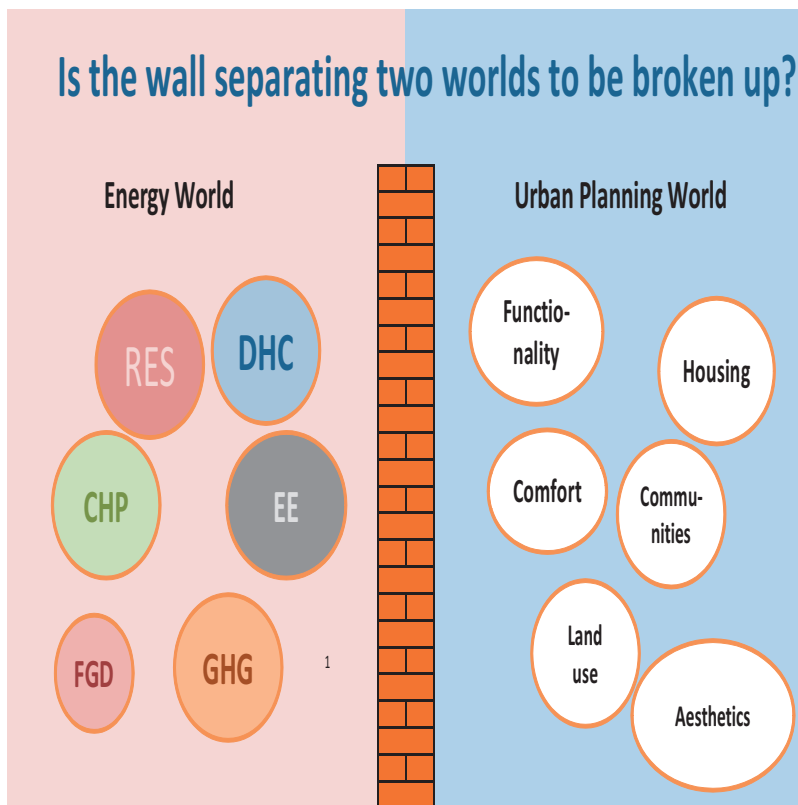 Is the wall separating two worlds to be broken up?
Energy World
Urban Planning World
RES
DHC
CHP
EE
FGD
GHG
1
Functio-
nality
Housing
Comfort
Commu-
nities
Land
use
Aesthetics